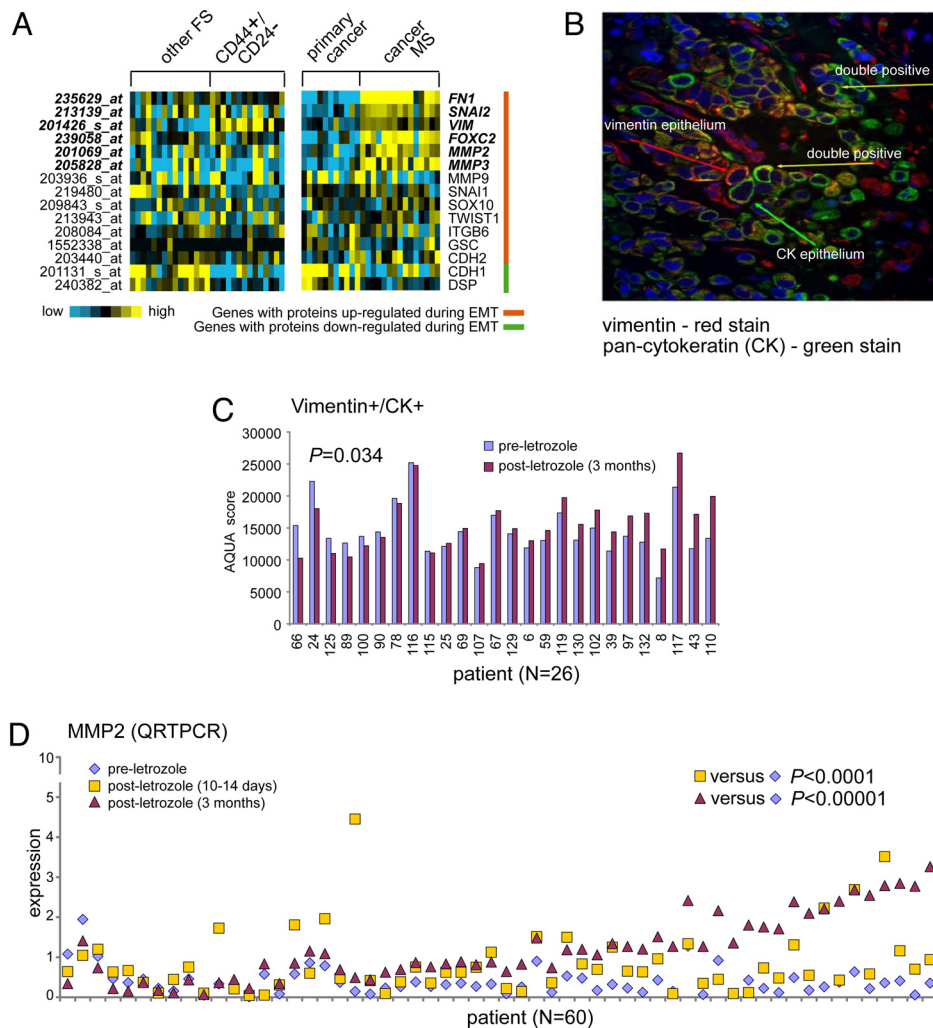 A
other FS
CD44+/
CD24-
primary
cancer
cancer
MS
235629_at FN1
213139_at SNAI2
201426_s_at VIM
239058_at FOXC2
201069_at MMP2
205828_at MMP3
203936_s_at MMP9
219480_at SNAI1
209843_s_at SOX10
213943_at TWIST1
208084_at ITGB6
1552338_at GSC
203440_at CDH2
201131_s_at CDH1
240382_at DSP
low high
Genes with proteins up-regulated during EMT
Genes with proteins down-regulated during EMT
B
double positive
vimentin epithelium
double positive
CK epithelium
vimentin - red stain
pan-cytokeratin (CK) - green stain
C
Vimentin+/CK+
P=0.034
pre-letrozole
post-letrozole (3 months)
AQUA score
30000
25000
20000
15000
10000
5000
0
66 24 125 89 100 90 78 116 115 25 69 107 67 129 6 59 119 130 102 39 97 132 8 117 43 110
patient (N=26)
D
MMP2 (QRTPCR)
pre-letrozole
post-letrozole (10-14 days)
post-letrozole (3 months)
versus P<0.0001
versus P<0.00001
expression
10
5
4
3
2
1
0
patient (N=60)